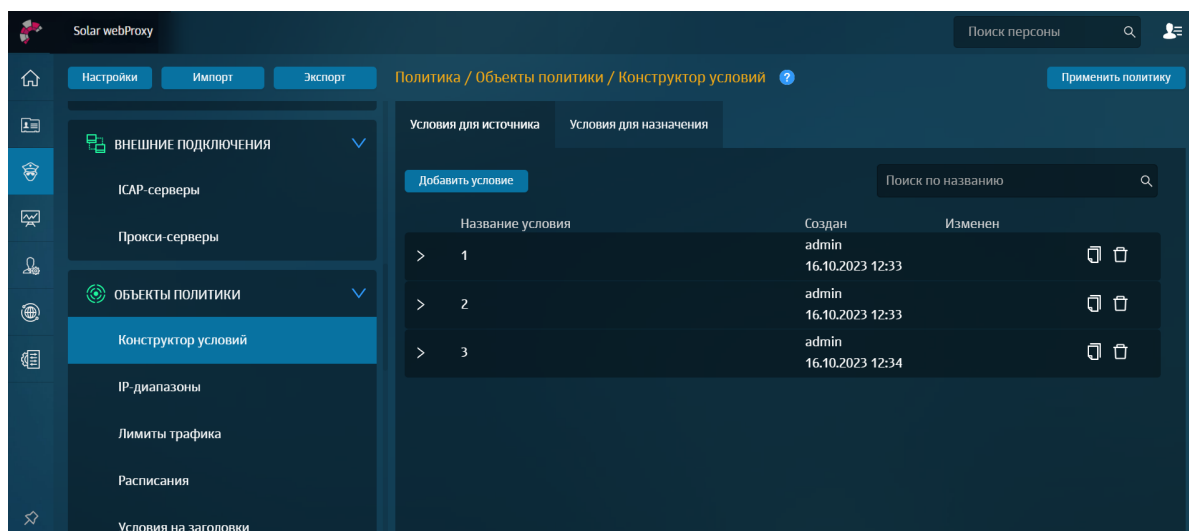 Solar webProxy
Поиск персоны
Настройки
Импорт
Экспорт
Политика / Объекты политики / Конструктор условий ?
Применить политику
ВНЕШНИЕ ПОДКЛЮЧЕНИЯ
ICAP-серверы
Прокси-серверы
ОБЪЕКТЫ ПОЛИТИКИ
Конструктор условий
IP-диапазоны
Лимиты трафика
Расписания
Условия на заголовки
Условия для источника
Условия для назначения
Добавить условие
Поиск по названию
Название условия Создан Изменен
1 admin
16.10.2023 12:33
2 admin
16.10.2023 12:33
3 admin
16.10.2023 12:34